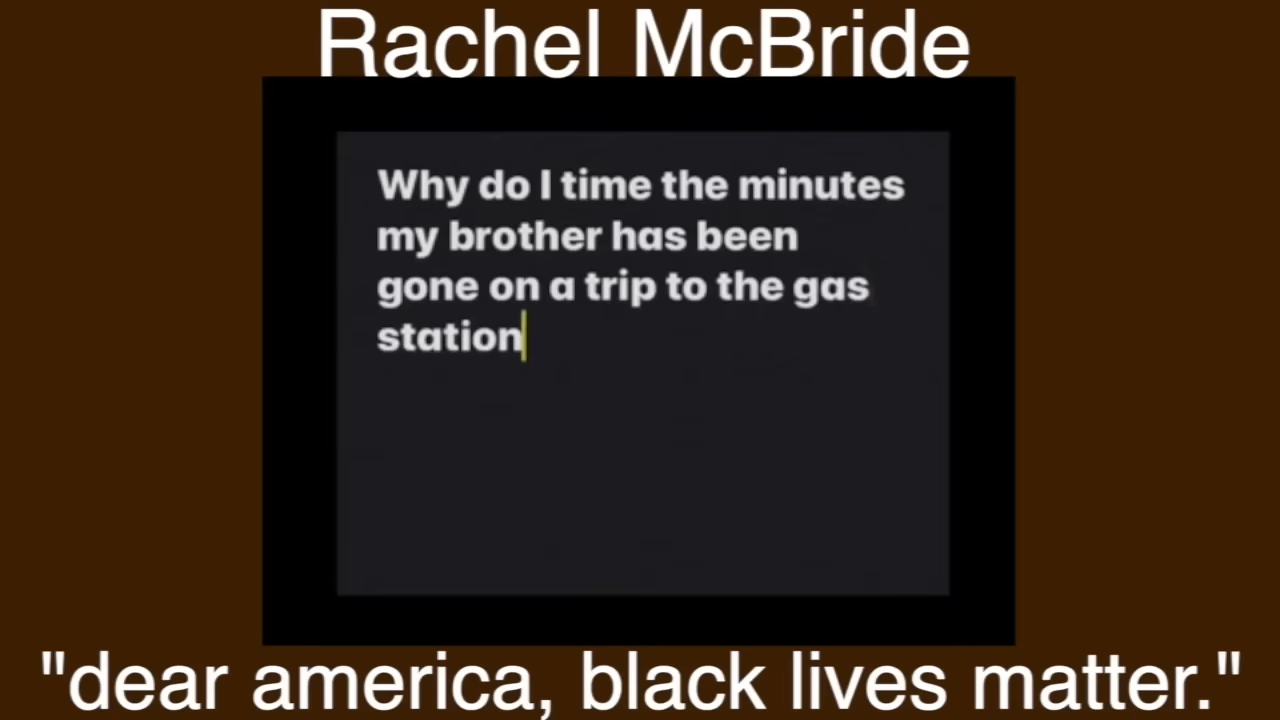 Rachel McBride
Why do I time the minutes
my brother has been
gone on a trip to the gas
station
"dear america, black lives matter."